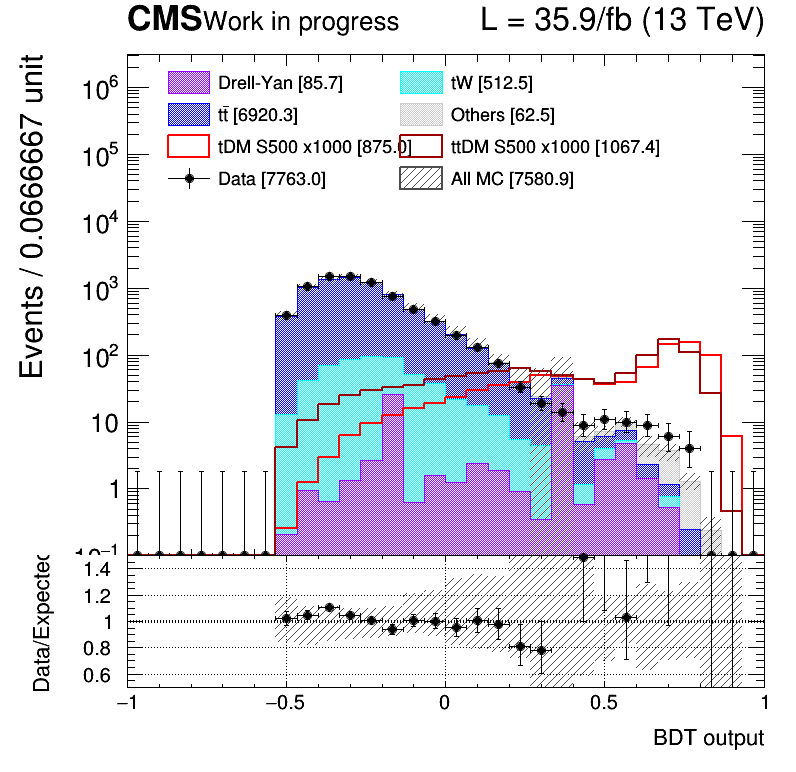 CMS Work in progress L = 35.9/fb (13 TeV)
Events / 0.0666667 unit
10⁶
10⁵
10⁴
10³
10²
10
1
10⁻¹
Drell-Yan [85.7]
tW [512.5]
tt̄ [6920.3]
Others [62.5]
tDM S500 x1000 [875.0]
ttDM S500 x1000 [1067.4]
Data [7763.0]
All MC [7580.9]
Data/Expected
1.4
1.2
1
0.8
0.6
−1 −0.5 0 0.5 1
BDT output